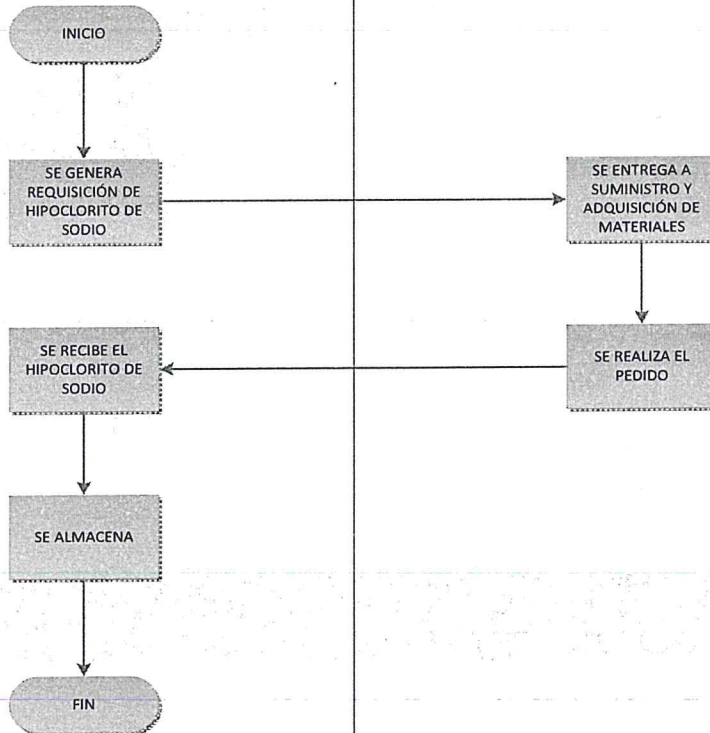 INICIO
SE GENERA
REQUISICIÓN DE
HIPOCLORITO DE
SODIO
SE ENTREGA A
SUMINISTRO Y
ADQUISICIÓN DE
MATERIALES
SE REALIZA EL
PEDIDO
SE RECIBE EL
HIPOCLORITO DE
SODIO
SE ALMACENA
FIN